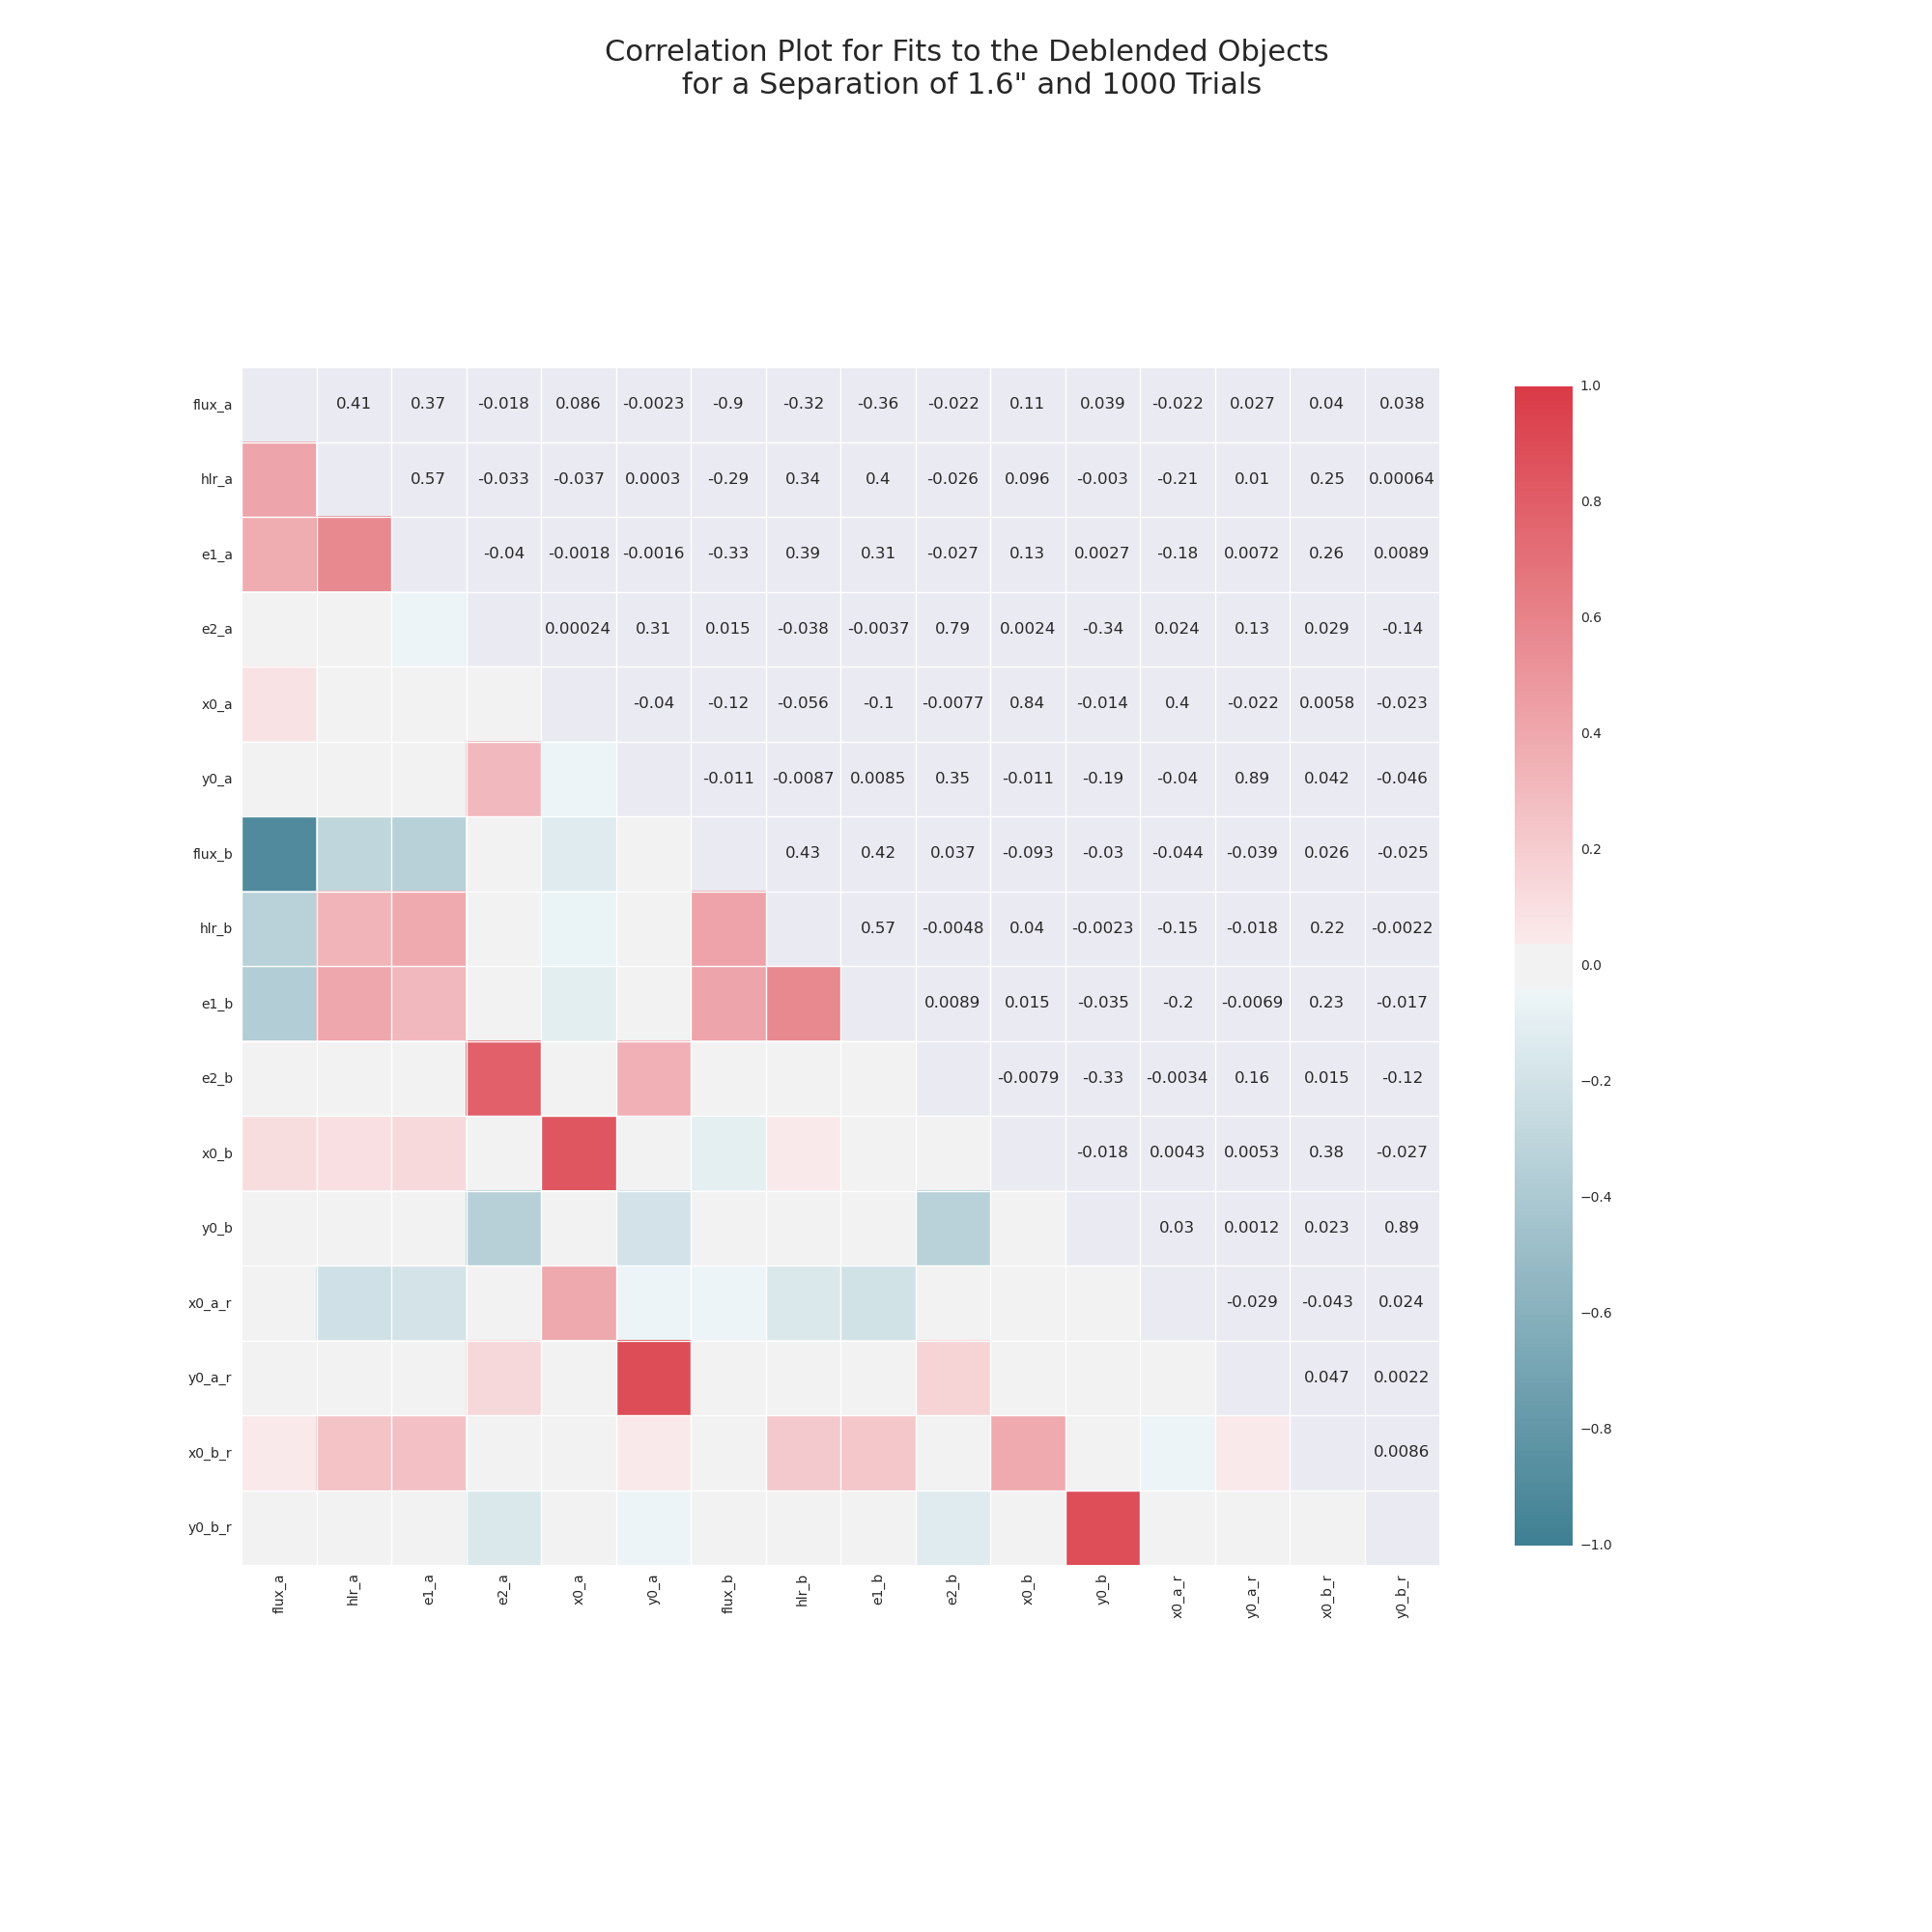 Correlation Plot for Fits to the Deblended Objects
for a Separation of 1.6" and 1000 Trials
flux_a 0.41 0.37 -0.018 0.086 -0.0023 -0.9 -0.32 -0.36 -0.022 0.11 0.039 -0.022 0.027 0.04 0.038
hlr_a 0.57 -0.033 -0.037 0.0003 -0.29 0.34 0.4 -0.026 0.096 -0.003 -0.21 0.01 0.25 0.00064
e1_a -0.04 -0.0018 -0.0016 -0.33 0.39 0.31 -0.027 0.13 0.0027 -0.18 0.0072 0.26 0.0089
e2_a 0.00024 0.31 0.015 -0.038 -0.0037 0.79 0.0024 -0.34 0.024 0.13 0.029 -0.14
x0_a -0.04 -0.12 -0.056 -0.1 -0.0077 0.84 -0.014 0.4 -0.022 0.0058 -0.023
y0_a -0.011 -0.0087 0.0085 0.35 -0.011 -0.19 -0.04 0.89 0.042 -0.046
flux_b 0.43 0.42 0.037 -0.093 -0.03 -0.044 -0.039 0.026 -0.025
hlr_b 0.57 -0.0048 0.04 -0.0023 -0.15 -0.018 0.22 -0.0022
e1_b 0.0089 0.015 -0.035 -0.2 -0.0069 0.23 -0.017
e2_b -0.0079 -0.33 -0.0034 0.16 0.015 -0.12
x0_b -0.018 0.0043 0.0053 0.38 -0.027
y0_b 0.03 0.0012 0.023 0.89
x0_a_r -0.029 -0.043 0.024
y0_a_r 0.047 0.0022
x0_b_r 0.0086
y0_b_r
flux_a hlr_a e1_a e2_a x0_a y0_a flux_b hlr_b e1_b e2_b x0_b y0_b x0_a_r y0_a_r x0_b_r y0_b_r
1.0
0.8
0.6
0.4
0.2
0.0
−0.2
−0.4
−0.6
−0.8
−1.0